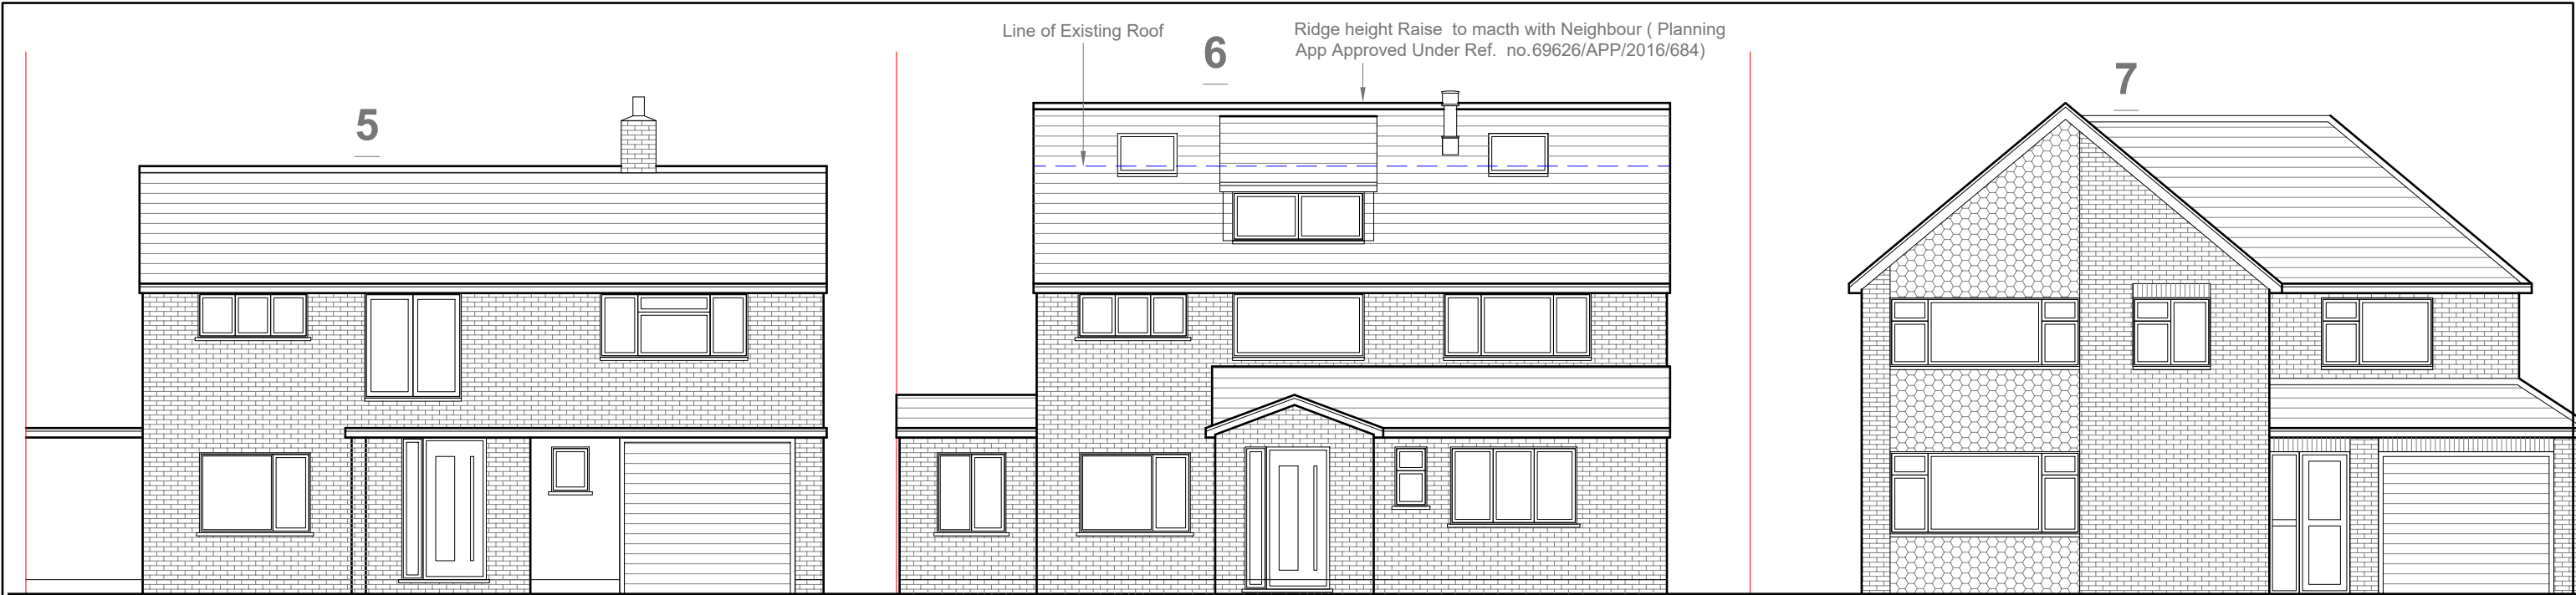 Line of Existing Roof
6
Ridge height Raise to macth with Neighbour ( Planning
App Approved Under Ref. no.69626/APP/2016/684)
7
5